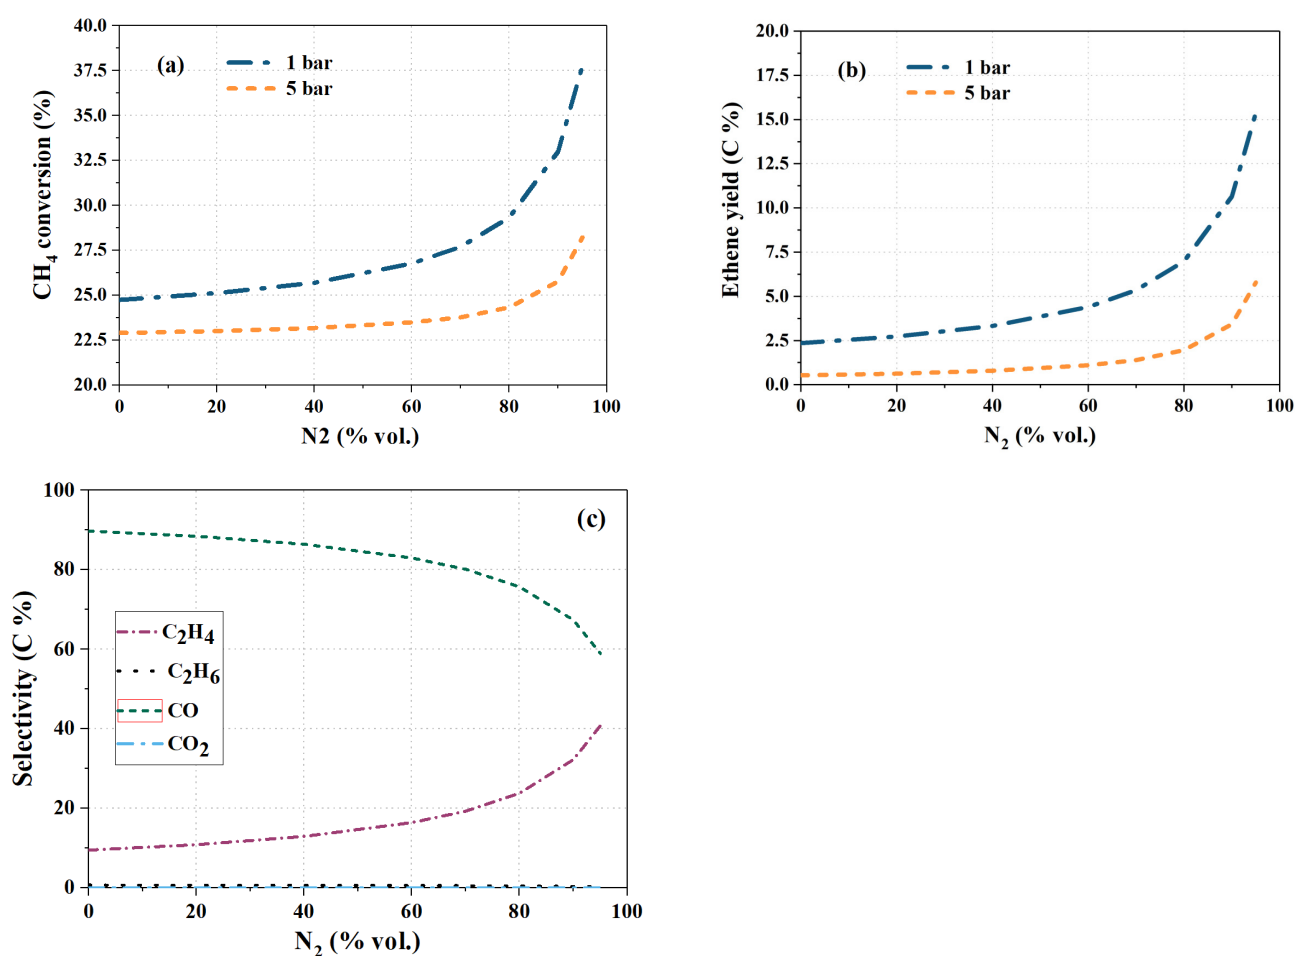 (a)
1 bar
5 bar
CH4 conversion (%)
40.0
37.5
35.0
32.5
30.0
27.5
25.0
22.5
20.0
0 20 40 60 80 100
N2 (% vol.)
(b)
1 bar
5 bar
Ethene yield (C %)
20.0
17.5
15.0
12.5
10.0
7.5
5.0
2.5
0.0
0 20 40 60 80 100
N2 (% vol.)
(c)
C2H4
C2H6
CO
CO2
Selectivity (C %)
100
80
60
40
20
0
0 20 40 60 80 100
N2 (% vol.)